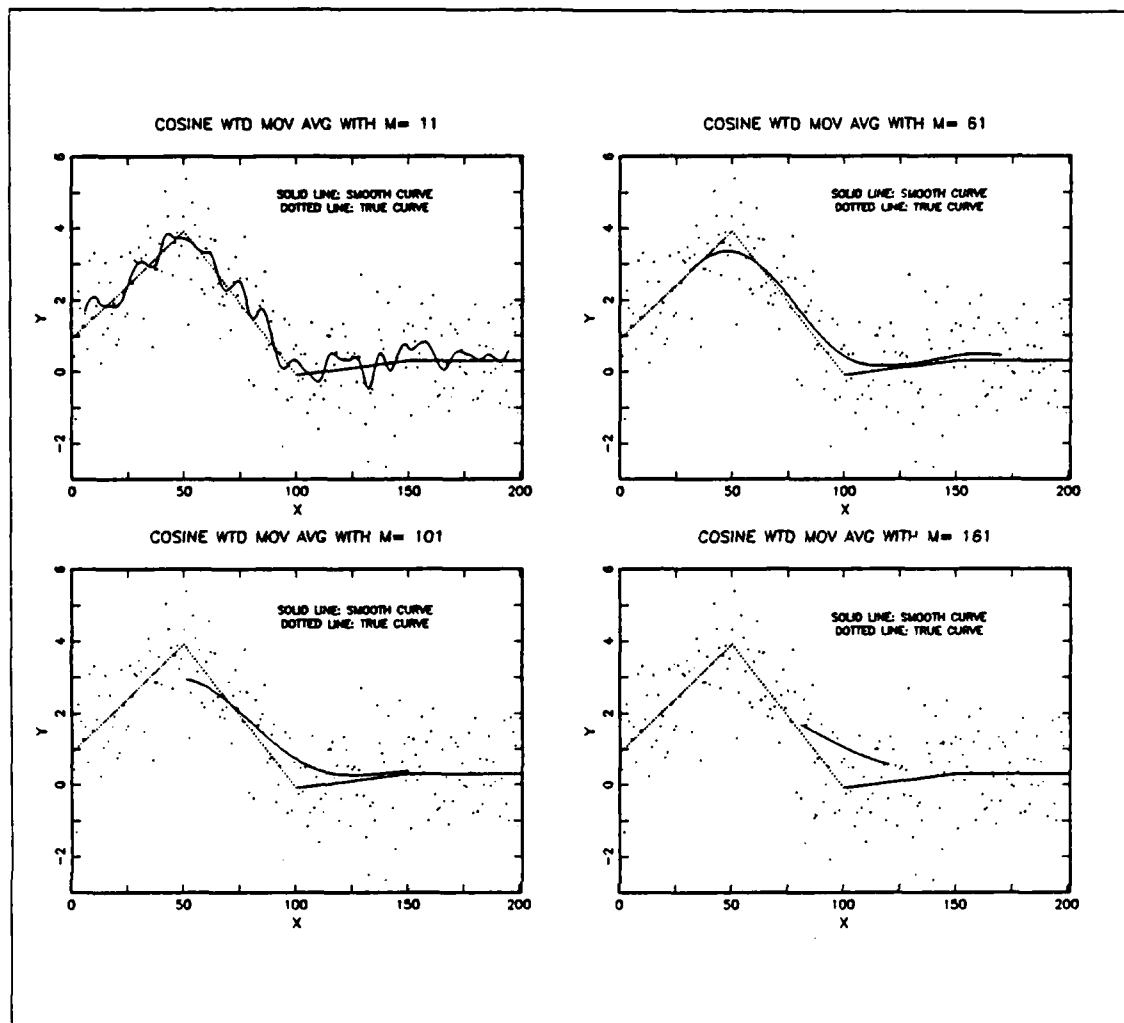 COSINE WTD MOV AVG WITH M= 11
SOLID LINE: SMOOTH CURVE
DOTTED LINE: TRUE CURVE
Y
6
4
2
0
-2
0 50 100 150 200
X
COSINE WTD MOV AVG WITH M= 61
SOLID LINE: SMOOTH CURVE
DOTTED LINE: TRUE CURVE
Y
6
4
2
0
-2
0 50 100 150 200
X
COSINE WTD MOV AVG WITH M= 101
SOLID LINE: SMOOTH CURVE
DOTTED LINE: TRUE CURVE
Y
6
4
2
0
-2
0 50 100 150 200
X
COSINE WTD MOV AVG WITH M= 161
SOLID LINE: SMOOTH CURVE
DOTTED LINE: TRUE CURVE
Y
6
4
2
0
-2
0 50 100 150 200
X